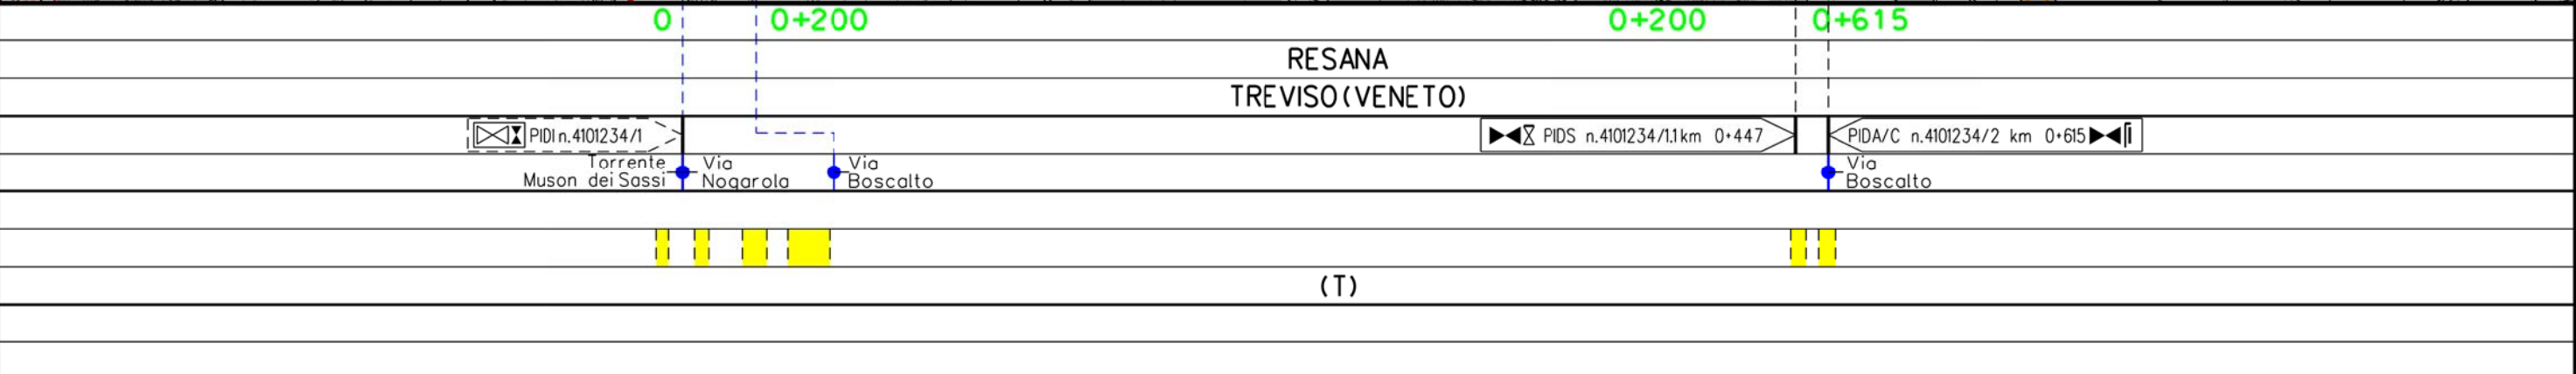 0 0+200 0+200 0+615
RESANA
TREVISO (VENETO)
PIDI n.4101234/1 PIDS n.4101234/1.1 km 0+447 PIDA/C n.4101234/2 km 0+615
Torrente Via Via Via
Muson dei Sassi Nogarola Boscalto Boscalto
(T)